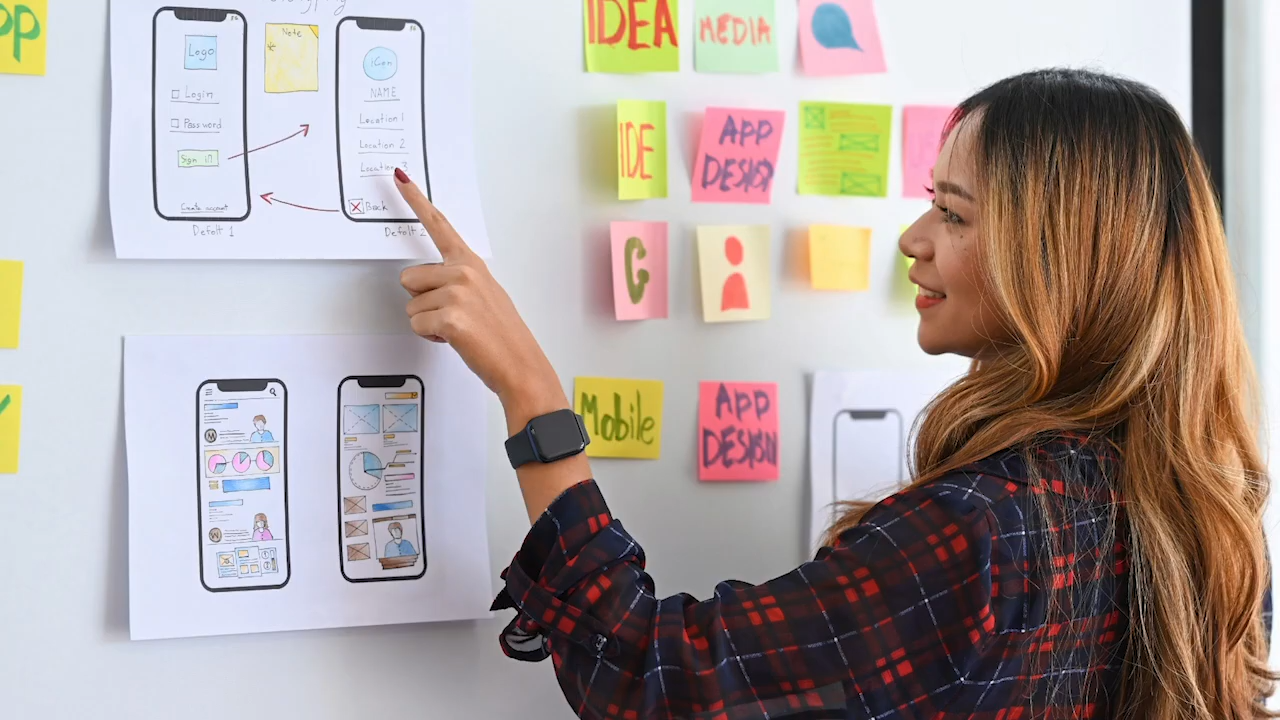 PP
Logo
Login
Password
Sign in
Create account
Defolt 1
Note
iCon
NAME
Location 1
Location 2
Location 3
Back
Defolt 2
IDEA
MEDIA
IDE
APP
DESIGN
Mobile
APP
DESIGN